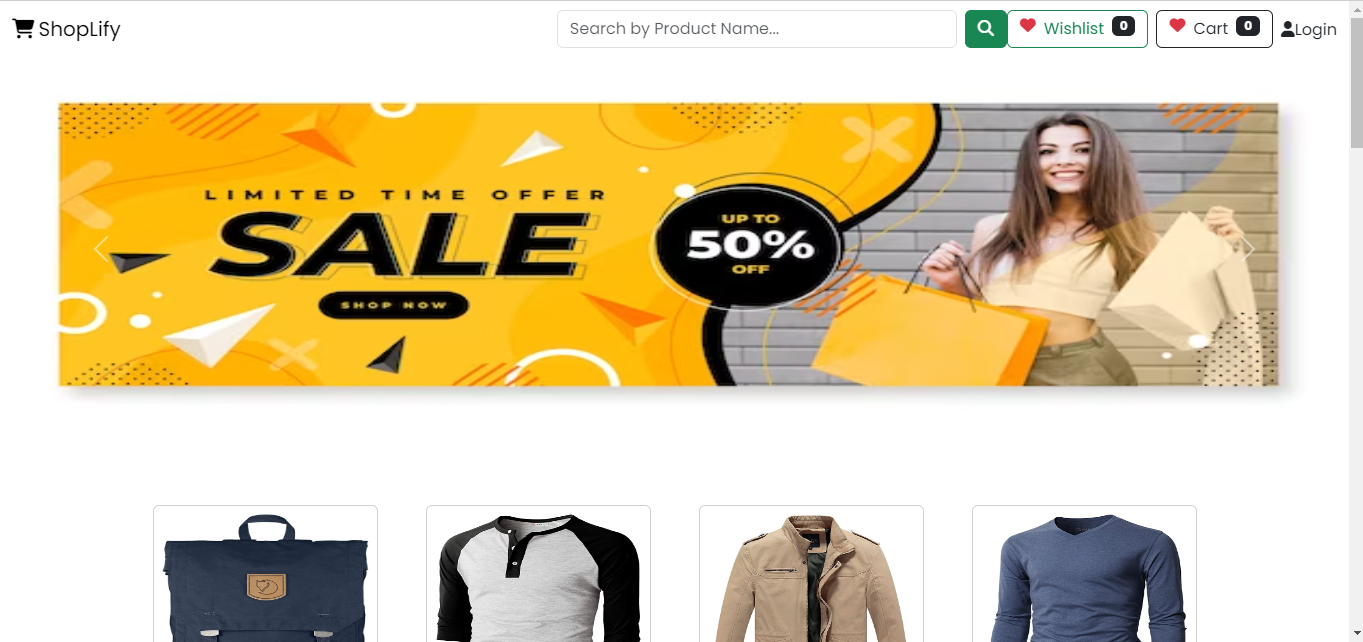 ShopLify
Search by Product Name...
Wishlist 0
Cart 0
Login
LIMITED TIME OFFER
SALE
SHOP NOW
UP TO
50%
OFF